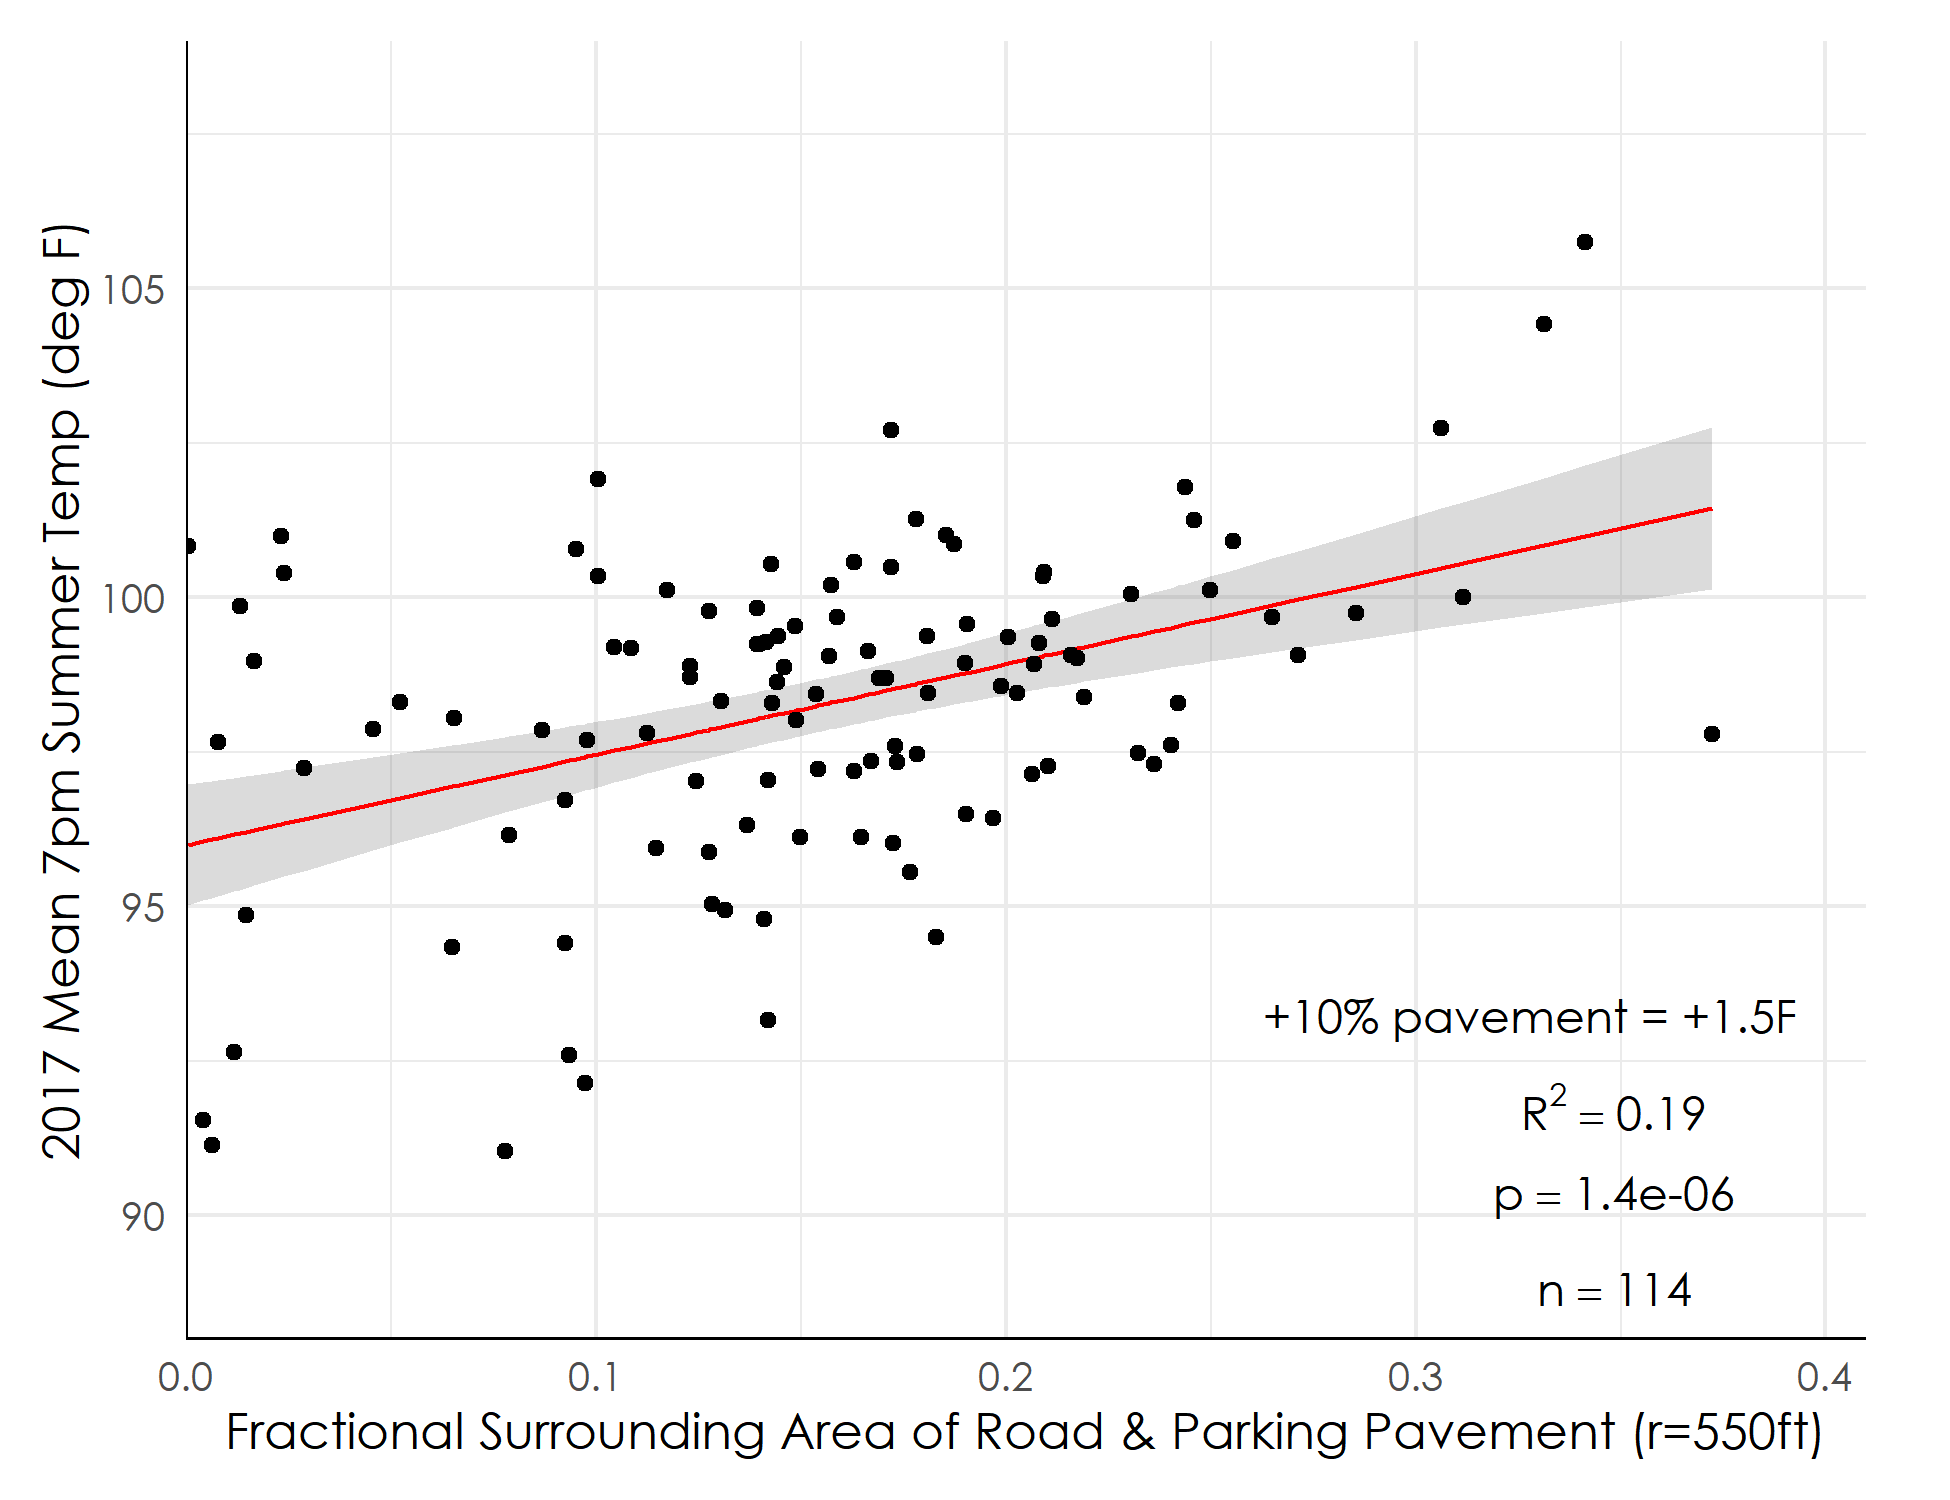 2017 Mean 7pm Summer Temp (deg F)
105
100
95
90
+10% pavement = +1.5F
R² = 0.19
p = 1.4e-06
n = 114
0.0 0.1 0.2 0.3 0.4
Fractional Surrounding Area of Road & Parking Pavement (r=550ft)